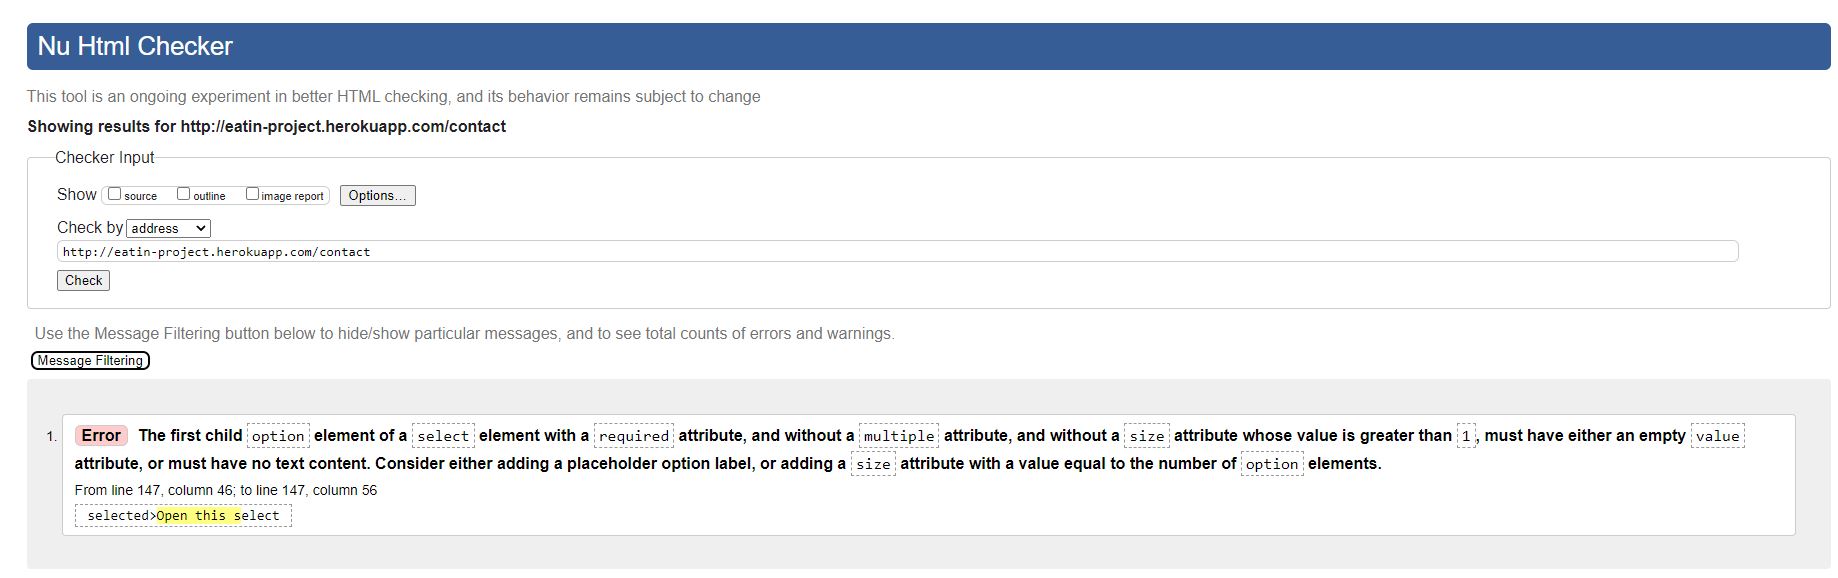 Nu Html Checker
This tool is an ongoing experiment in better HTML checking, and its behavior remains subject to change
Showing results for http://eatin-project.herokuapp.com/contact
Checker Input
Show source outline image report Options...
Check by address
http://eatin-project.herokuapp.com/contact
Check
Use the Message Filtering button below to hide/show particular messages, and to see total counts of errors and warnings.
Message Filtering
1. Error The first child option element of a select element with a required attribute, and without a multiple attribute, and without a size attribute whose value is greater than 1, must have either an empty value
attribute, or must have no text content. Consider either adding a placeholder option label, or adding a size attribute with a value equal to the number of option elements.
From line 147, column 46; to line 147, column 56
selected>Open this select